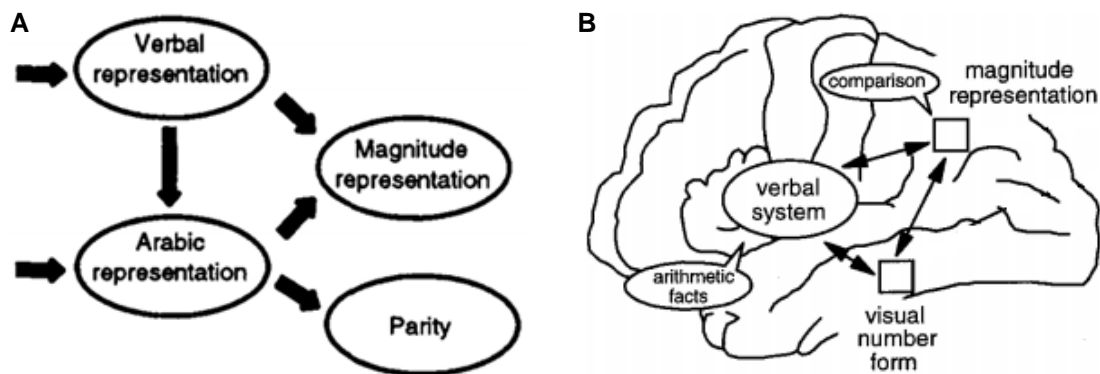 A
Verbal
representation
Magnitude
representation
Arabic
representation
Parity
B
comparison
magnitude
representation
verbal
system
arithmetic
facts
visual
number
form